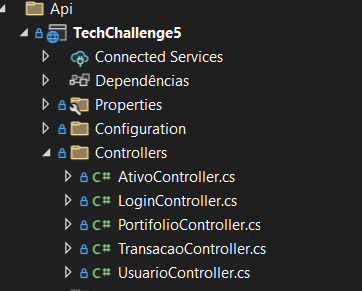 Api
TechChallenge5
Connected Services
Dependências
Properties
Configuration
Controllers
C# AtivoController.cs
C# LoginController.cs
C# PortifolioController.cs
C# TransacaoController.cs
C# UsuarioController.cs